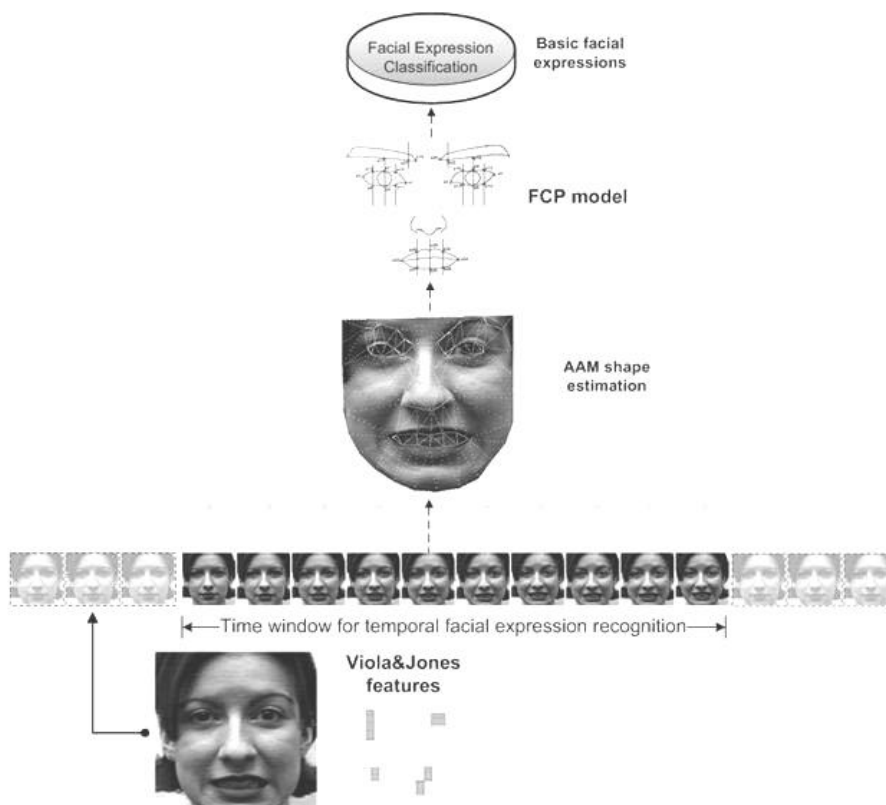 Facial Expression
Classification
Basic facial
expressions
FCP model
AAM shape
estimation
Time window for temporal facial expression recognition
Viola&Jones
features